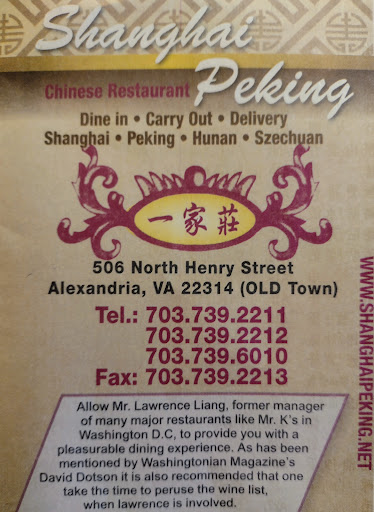 Shanghai
Peking
Chinese Restaurant
Dine in • Carry Out • Delivery
Shanghai • Peking • Hunan • Szechuan
一家莊
506 North Henry Street
Alexandria, VA 22314 (OLD Town)
Tel.: 703.739.2211
703.739.2212
703.739.6010
Fax: 703.739.2213
WWW.SHANGHAIPEKING.NET
Allow Mr. Lawrence Liang, former manager
of many major restaurants like Mr. K's in
Washington D.C, to provide you with a
pleasurable dining experience. As has been
mentioned by Washingtonian Magazine's
David Dotson it is also recommended that one
take the time to peruse the wine list,
when lawrence is involved.